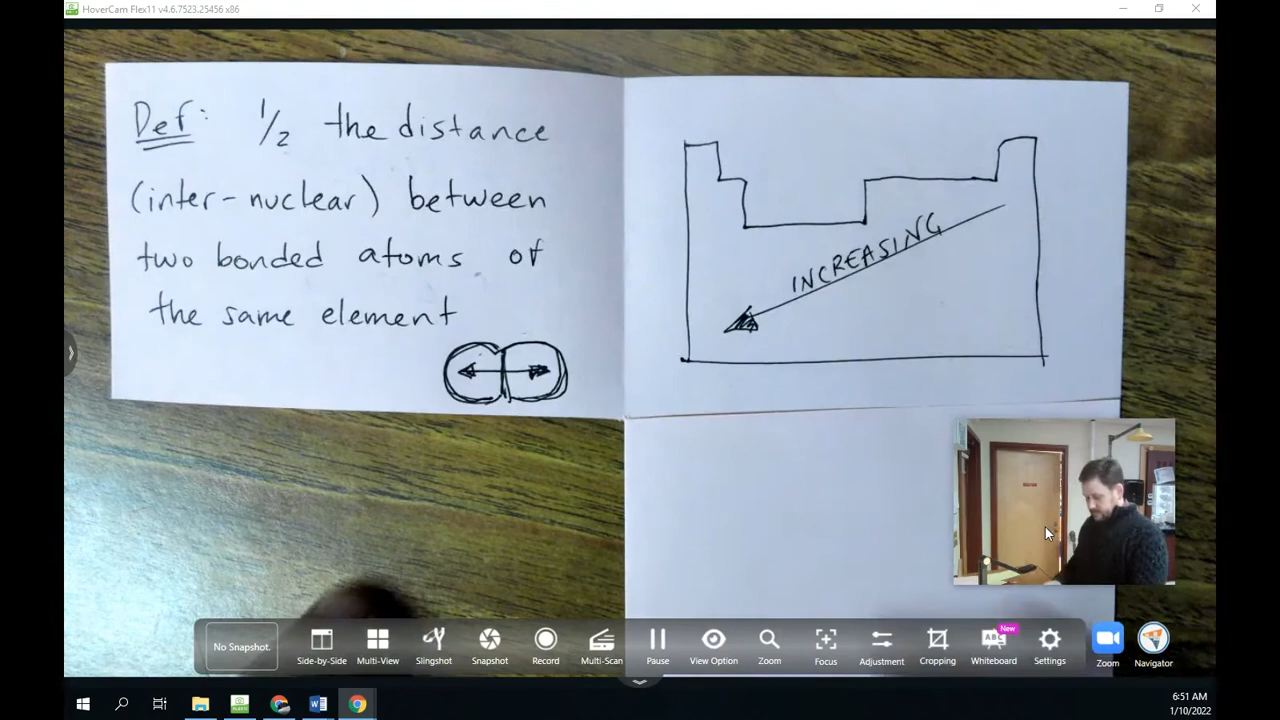 HoverCam Flex11 v4.6.7523.25456 x86
Def: 1/2 the distance
(inter-nuclear) between
two bonded atoms of
the same element
INCREASING
No Snapshot.
Side-by-Side
Multi-View
Slingshot
Snapshot
Record
Multi-Scan
Pause
View Option
Zoom
Focus
Adjustment
Cropping
New
ABC
Whiteboard
Settings
Zoom
Navigator
6:51 AM
1/10/2022